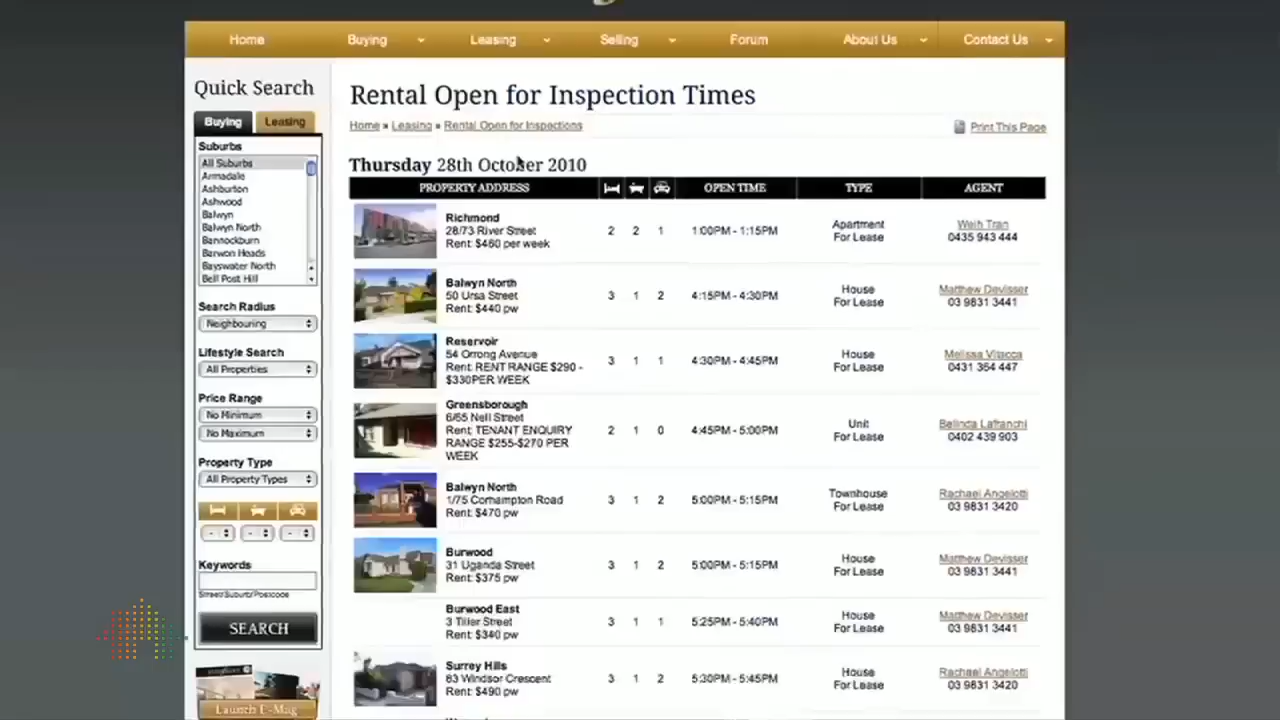 Home Buying Leasing Selling Forum About Us Contact Us
Quick Search
Buying Leasing
Suburbs
All Suburbs
Armadale
Ashburton
Ashwood
Balwyn
Balwyn North
Bannockburn
Barwon Heads
Bayswater North
Bell Post Hill
Search Radius
Neighbouring
Lifestyle Search
All Properties
Price Range
No Minimum
No Maximum
Property Type
All Property Types
- - -
Keywords
Street/Suburb/Postcode
SEARCH
Launch E-Mag
Rental Open for Inspection Times
Home » Leasing » Rental Open for Inspections
Print This Page
Thursday 28th October 2010
PROPERTY ADDRESS OPEN TIME TYPE AGENT
Richmond
28/73 River Street
Rent: $460 per week
2 2 1 1:00PM - 1:15PM
Apartment
For Lease
Weih Tran
0435 943 444
Balwyn North
50 Ursa Street
Rent: $440 pw
3 1 2 4:15PM - 4:30PM
House
For Lease
Matthew Devisser
03 9831 3441
Reservoir
54 Orrong Avenue
Rent: RENT RANGE $290 -
$330PER WEEK
3 1 1 4:30PM - 4:45PM
House
For Lease
Melissa
0431 364 447
Greensborough
6/65 Nell Street
Rent: TENANT ENQUIRY
RANGE $255-$270 PER
WEEK
2 1 0 4:45PM - 5:00PM
Unit
For Lease
Belinda Lafranchi
0402 439 903
Balwyn North
1/75 Corhampton Road
Rent: $470 pw
3 1 2 5:00PM - 5:15PM
Townhouse
For Lease
Rachael Angelotti
03 9831 3420
Burwood
31 Uganda Street
Rent: $375 pw
3 1 2 5:00PM - 5:15PM
House
For Lease
Matthew Devisser
03 9831 3441
Burwood East
3 Tiller Street
Rent: $340 pw
3 1 1 5:25PM - 5:40PM
House
For Lease
Matthew Devisser
03 9831 3441
Surrey Hills
63 Windsor Crescent
Rent: $490 pw
3 1 2 5:30PM - 5:45PM
House
For Lease
Rachael Angelotti
03 9831 3420